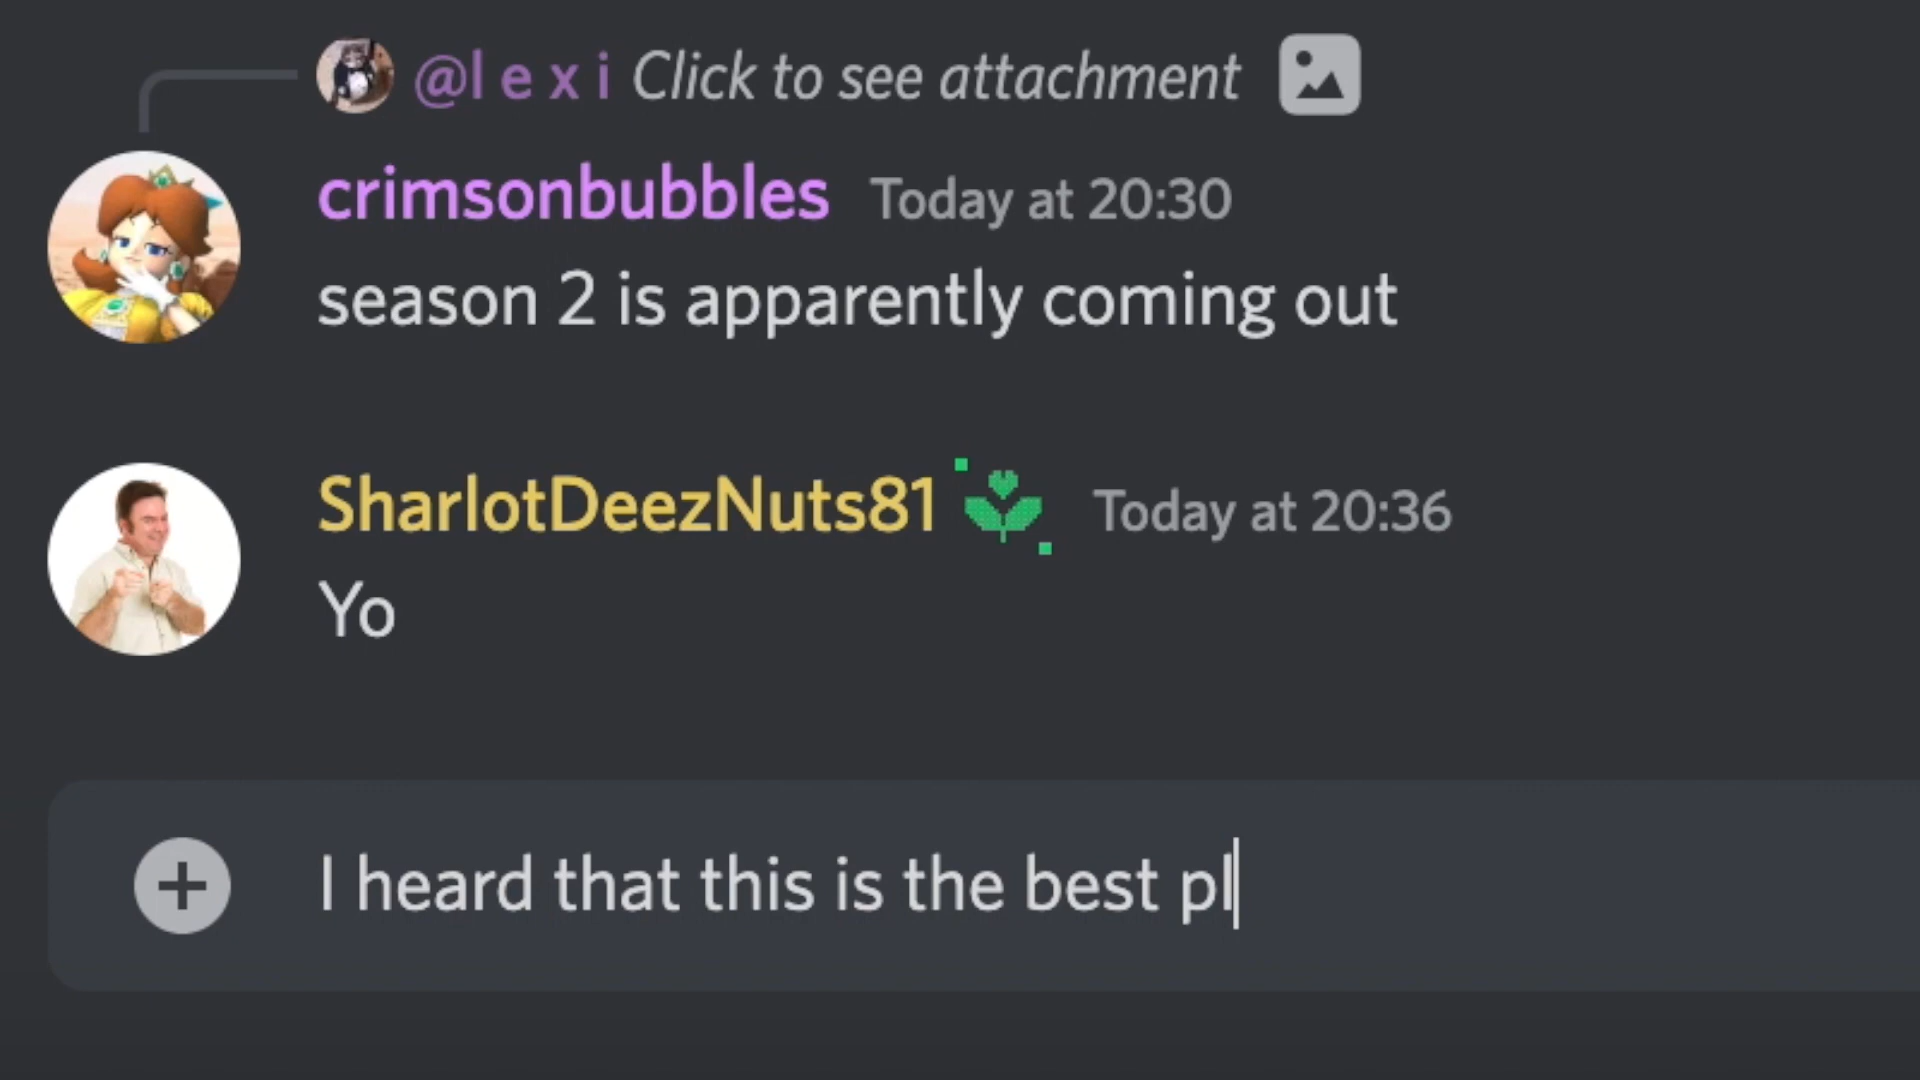 @l e x i Click to see attachment
crimsonbubbles Today at 20:30
season 2 is apparently coming out
SharlotDeezNuts81 Today at 20:36
Yo
I heard that this is the best pl